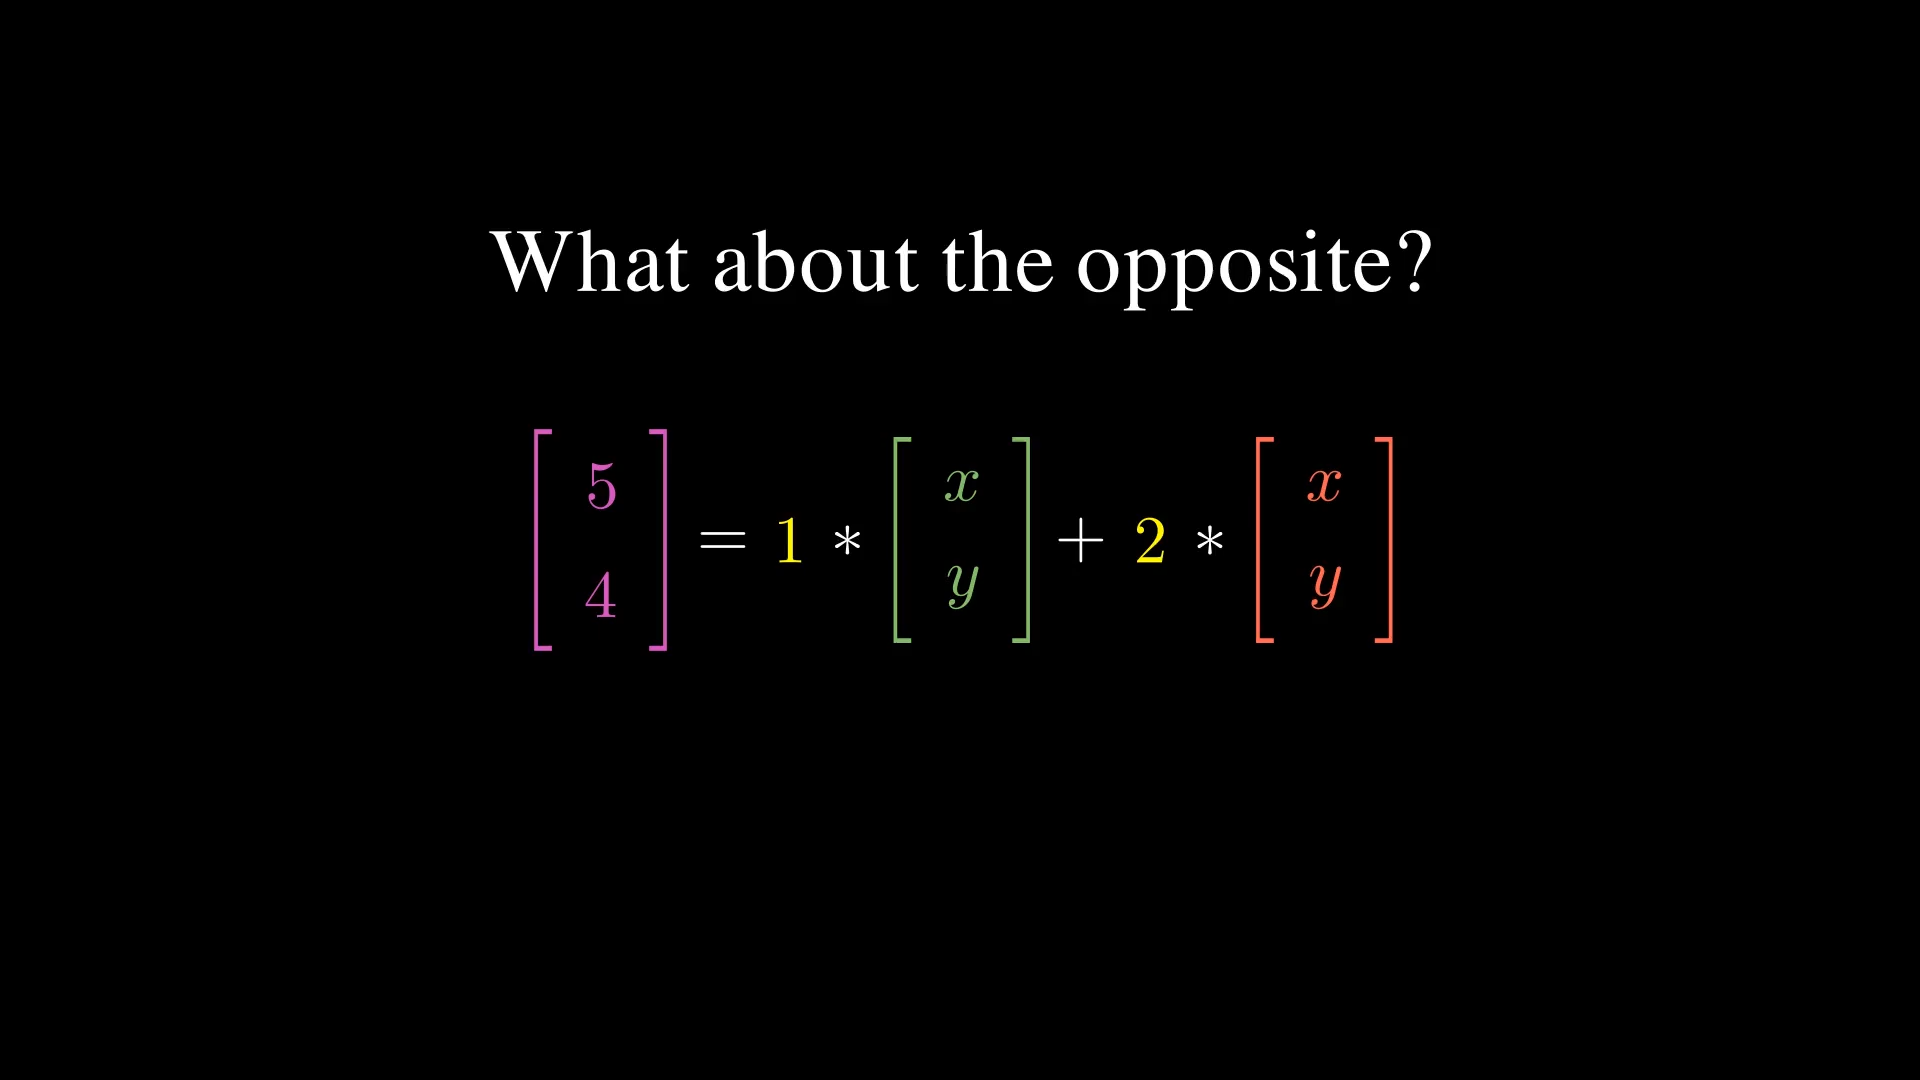 What about the opposite?
[5 4] = 1 * [x y] + 2 * [x y]